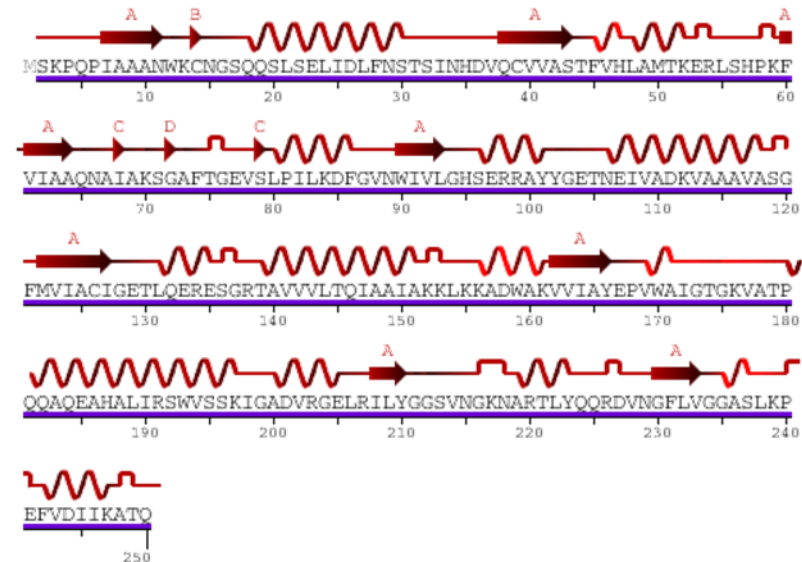 A B A A
MSKPQPIAAANWKCNGSQQSLSELIDLFNSTSINHDVQCVVASTFVHLAMTKERLSHPKF
10 20 30 40 50 60
A C D C A
VIAAQNAIAKSGAFTGEVSLPILKDFGVNWIVLGHSERRAYYGETNEIVADKVAAAVASG
70 80 90 100 110 120
A A
FMVIACIGETLQERESGRTAVVVLTQIAAIAKKLKKADWAKVVIAYEPVWAIGTGKVATP
130 140 150 160 170 180
A A
QQAQEAHALIRSWVSSKIGADVRGELRILYGGSVNGKNARTLYQQRDVNGFLVGGASLKP
190 200 210 220 230 240
EFVDIIKATQ
250